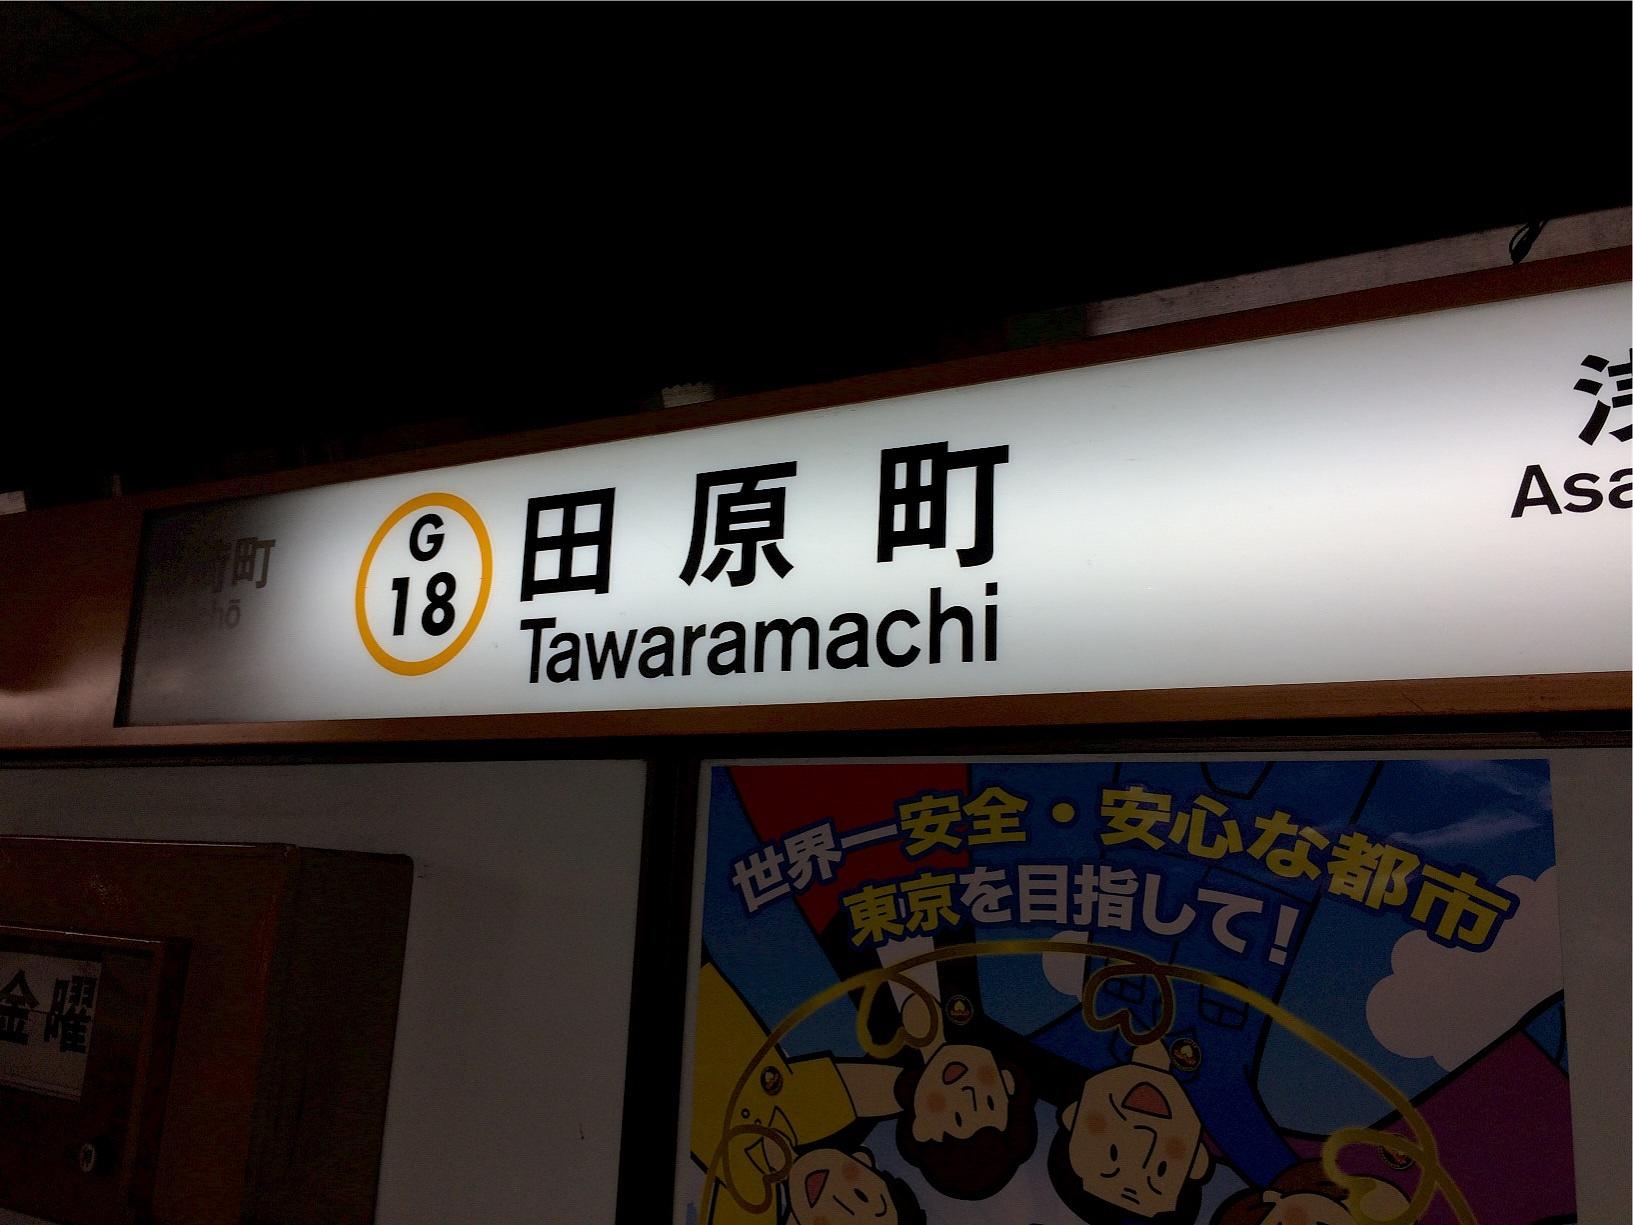 町
G
18
田原町
Tawaramachi
世界一安全・安心な都市
東京を目指して!
金曜